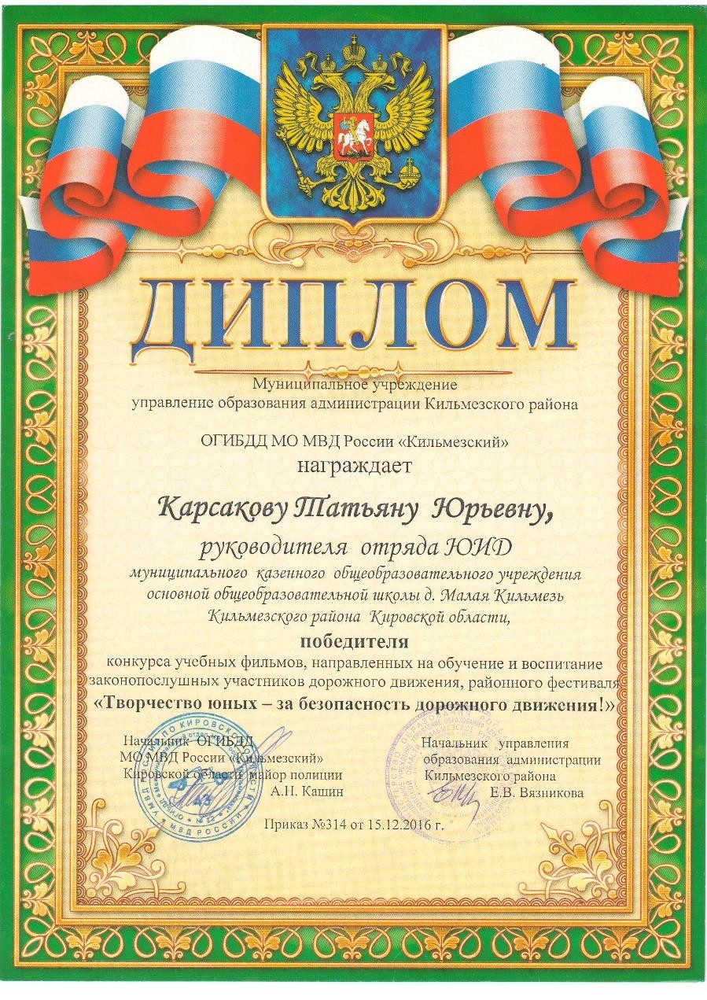 ДИПЛОМ
Муниципальное учреждение
управление образования администрации Кильмезского района
ОГИБДД МО МВД России «Кильмезский»
награждает
Карсакову Татьяну Юрьевну,
руководителя отряда ЮИД
муниципального казенного общеобразовательного учреждения
основной общеобразовательной школы д. Малая Кильмезь
Кильмезского района Кировской области,
победителя
конкурса учебных фильмов, направленных на обучение и воспитание
законопослушных участников дорожного движения, районного фестиваля
«Творчество юных – за безопасность дорожного движения!»
Начальник ОГИБДД
МО МВД России «Кильмезский»
Кировской области майор полиции
А.Н. Кашин
Начальник управления
образования администрации
Кильмезского района
Е.В. Вязникова
Приказ №314 от 15.12.2016 г.